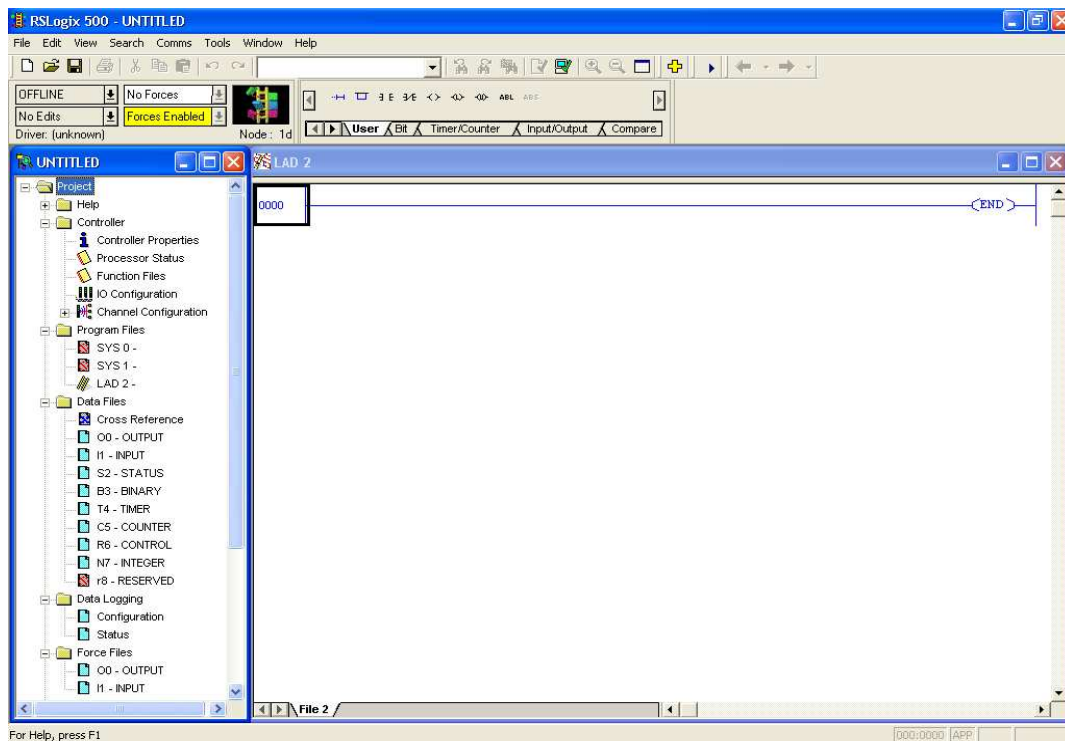 RSLogix 500 - UNTITLED
File Edit View Search Comms Tools Window Help
OFFLINE No Forces
No Edits Forces Enabled
Driver: (unknown) Node: 1d
ABL
User Bit Timer/Counter Input/Output Compare
UNTITLED
LAD 2
Project
Help
Controller
Controller Properties
Processor Status
Function Files
IO Configuration
Channel Configuration
Program Files
SYS 0 -
SYS 1 -
LAD 2 -
Data Files
Cross Reference
O0 - OUTPUT
I1 - INPUT
S2 - STATUS
B3 - BINARY
T4 - TIMER
C5 - COUNTER
R6 - CONTROL
N7 - INTEGER
r8 - RESERVED
Data Logging
Configuration
Status
Force Files
O0 - OUTPUT
I1 - INPUT
0000
END
File 2
For Help, press F1
000:0000 APP